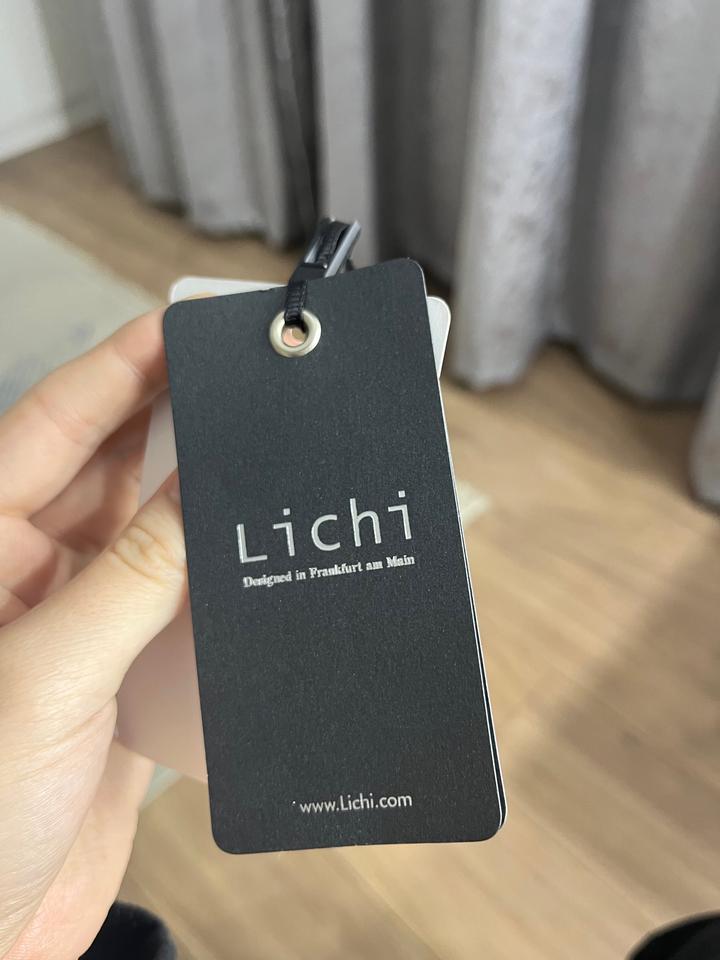 Lichi
Designed in Frankfurt am Main
www.Lichi.com